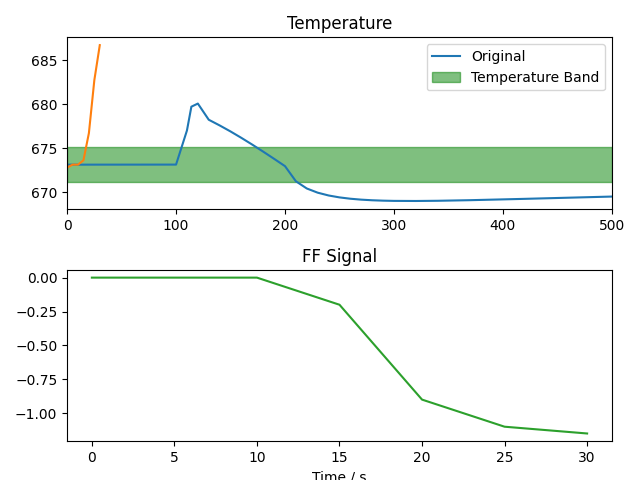 Temperature
685
680
675
670
Original
Temperature Band
0 100 200 300 400 500
FF Signal
0.00
−0.25
−0.50
−0.75
−1.00
0 5 10 15 20 25 30
Time / s